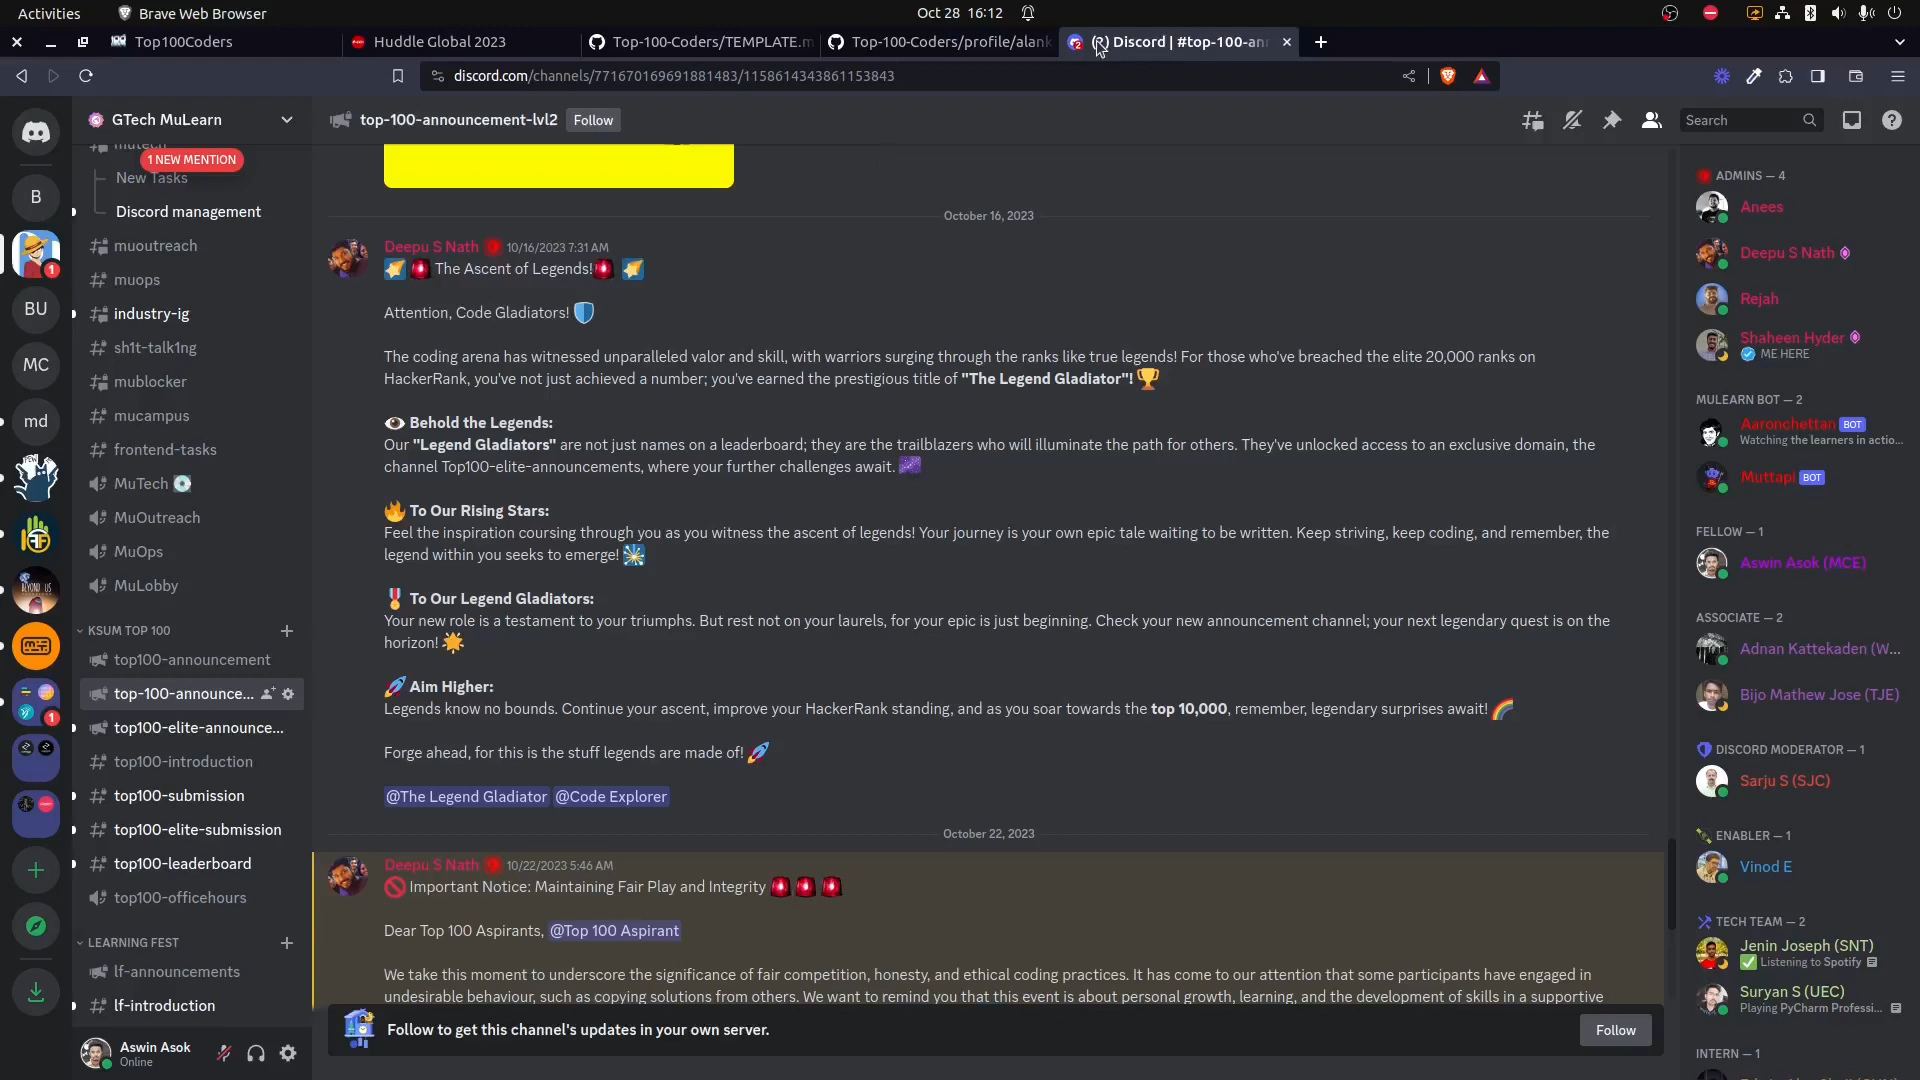 Activities
Brave Web Browser
Oct 28 16:12
Top100Coders
Huddle Global 2023
Top-100-Coders/TEMPLATE.m
Top-100-Coders/profile/alank
Discord | #top-100-ann
discord.com/channels/771670169691881483/1158614343861153843
GTech MuLearn
top-100-announcement-lvl2
Follow
Search
1 NEW MENTION
New Tasks
Discord management
muoutreach
muops
industry-ig
sh1t-talk1ng
mublocker
mucampus
frontend-tasks
MuTech
MuOutreach
MuOps
MuLobby
KSUM TOP 100
top100-announcement
top-100-announce...
top100-elite-announce...
top100-introduction
top100-submission
top100-elite-submission
top100-leaderboard
top100-officehours
LEARNING FEST
lf-announcements
lf-introduction
Aswin Asok
Online
B
BU
MC
md
October 16, 2023
Deepu S Nath 10/16/2023 7:31 AM
The Ascent of Legends!
Attention, Code Gladiators!
The coding arena has witnessed unparalleled valor and skill, with warriors surging through the ranks like true legends! For those who've breached the elite 20,000 ranks on
HackerRank, you've not just achieved a number; you've earned the prestigious title of "The Legend Gladiator"!
Behold the Legends:
Our "Legend Gladiators" are not just names on a leaderboard; they are the trailblazers who will illuminate the path for others. They've unlocked access to an exclusive domain, the
channel Top100-elite-announcements, where your further challenges await.
To Our Rising Stars:
Feel the inspiration coursing through you as you witness the ascent of legends! Your journey is your own epic tale waiting to be written. Keep striving, keep coding, and remember, the
legend within you seeks to emerge!
To Our Legend Gladiators:
Your new role is a testament to your triumphs. But rest not on your laurels, for your epic is just beginning. Check your new announcement channel; your next legendary quest is on the
horizon!
Aim Higher:
Legends know no bounds. Continue your ascent, improve your HackerRank standing, and as you soar towards the top 10,000, remember, legendary surprises await!
Forge ahead, for this is the stuff legends are made of!
@The Legend Gladiator @Code Explorer
October 22, 2023
Deepu S Nath 10/22/2023 5:46 AM
Important Notice: Maintaining Fair Play and Integrity
Dear Top 100 Aspirants, @Top 100 Aspirant
We take this moment to underscore the significance of fair competition, honesty, and ethical coding practices. It has come to our attention that some participants have engaged in
undesirable behaviour, such as copying solutions from others. We want to remind you that this event is about personal growth, learning, and the development of skills in a supportive
Follow to get this channel's updates in your own server.
Follow
ADMINS — 4
Anees
Deepu S Nath
Rejah
Shaheen Hyder
ME HERE
MULEARN BOT — 2
Aaronchettan BOT
Watching the learners in actio...
Muttapi BOT
FELLOW — 1
Aswin Asok (MCE)
ASSOCIATE — 2
Adnan Kattekaden (W...
Bijo Mathew Jose (TJE)
DISCORD MODERATOR — 1
Sarju S (SJC)
ENABLER — 1
Vinod E
TECH TEAM — 2
Jenin Joseph (SNT)
Listening to Spotify
Suryan S (UEC)
Playing PyCharm Professi...
INTERN — 1